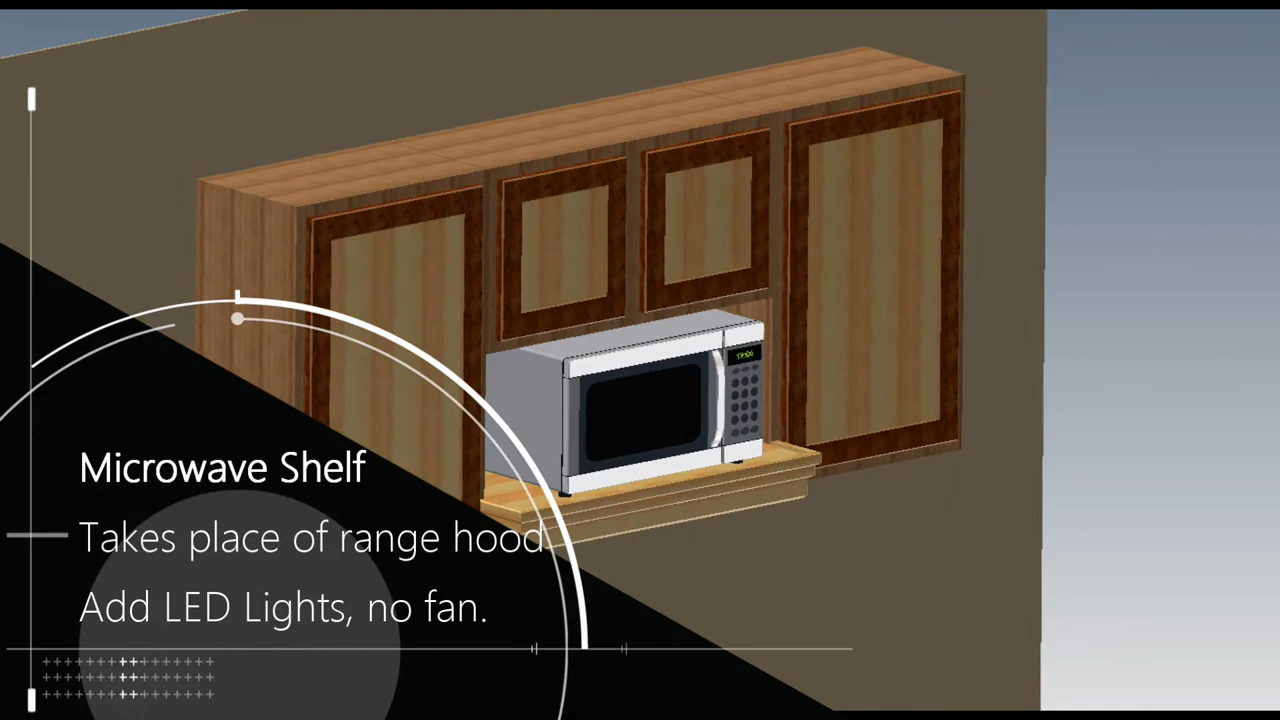 Microwave Shelf
Takes place of range hood
Add LED Lights, no fan.